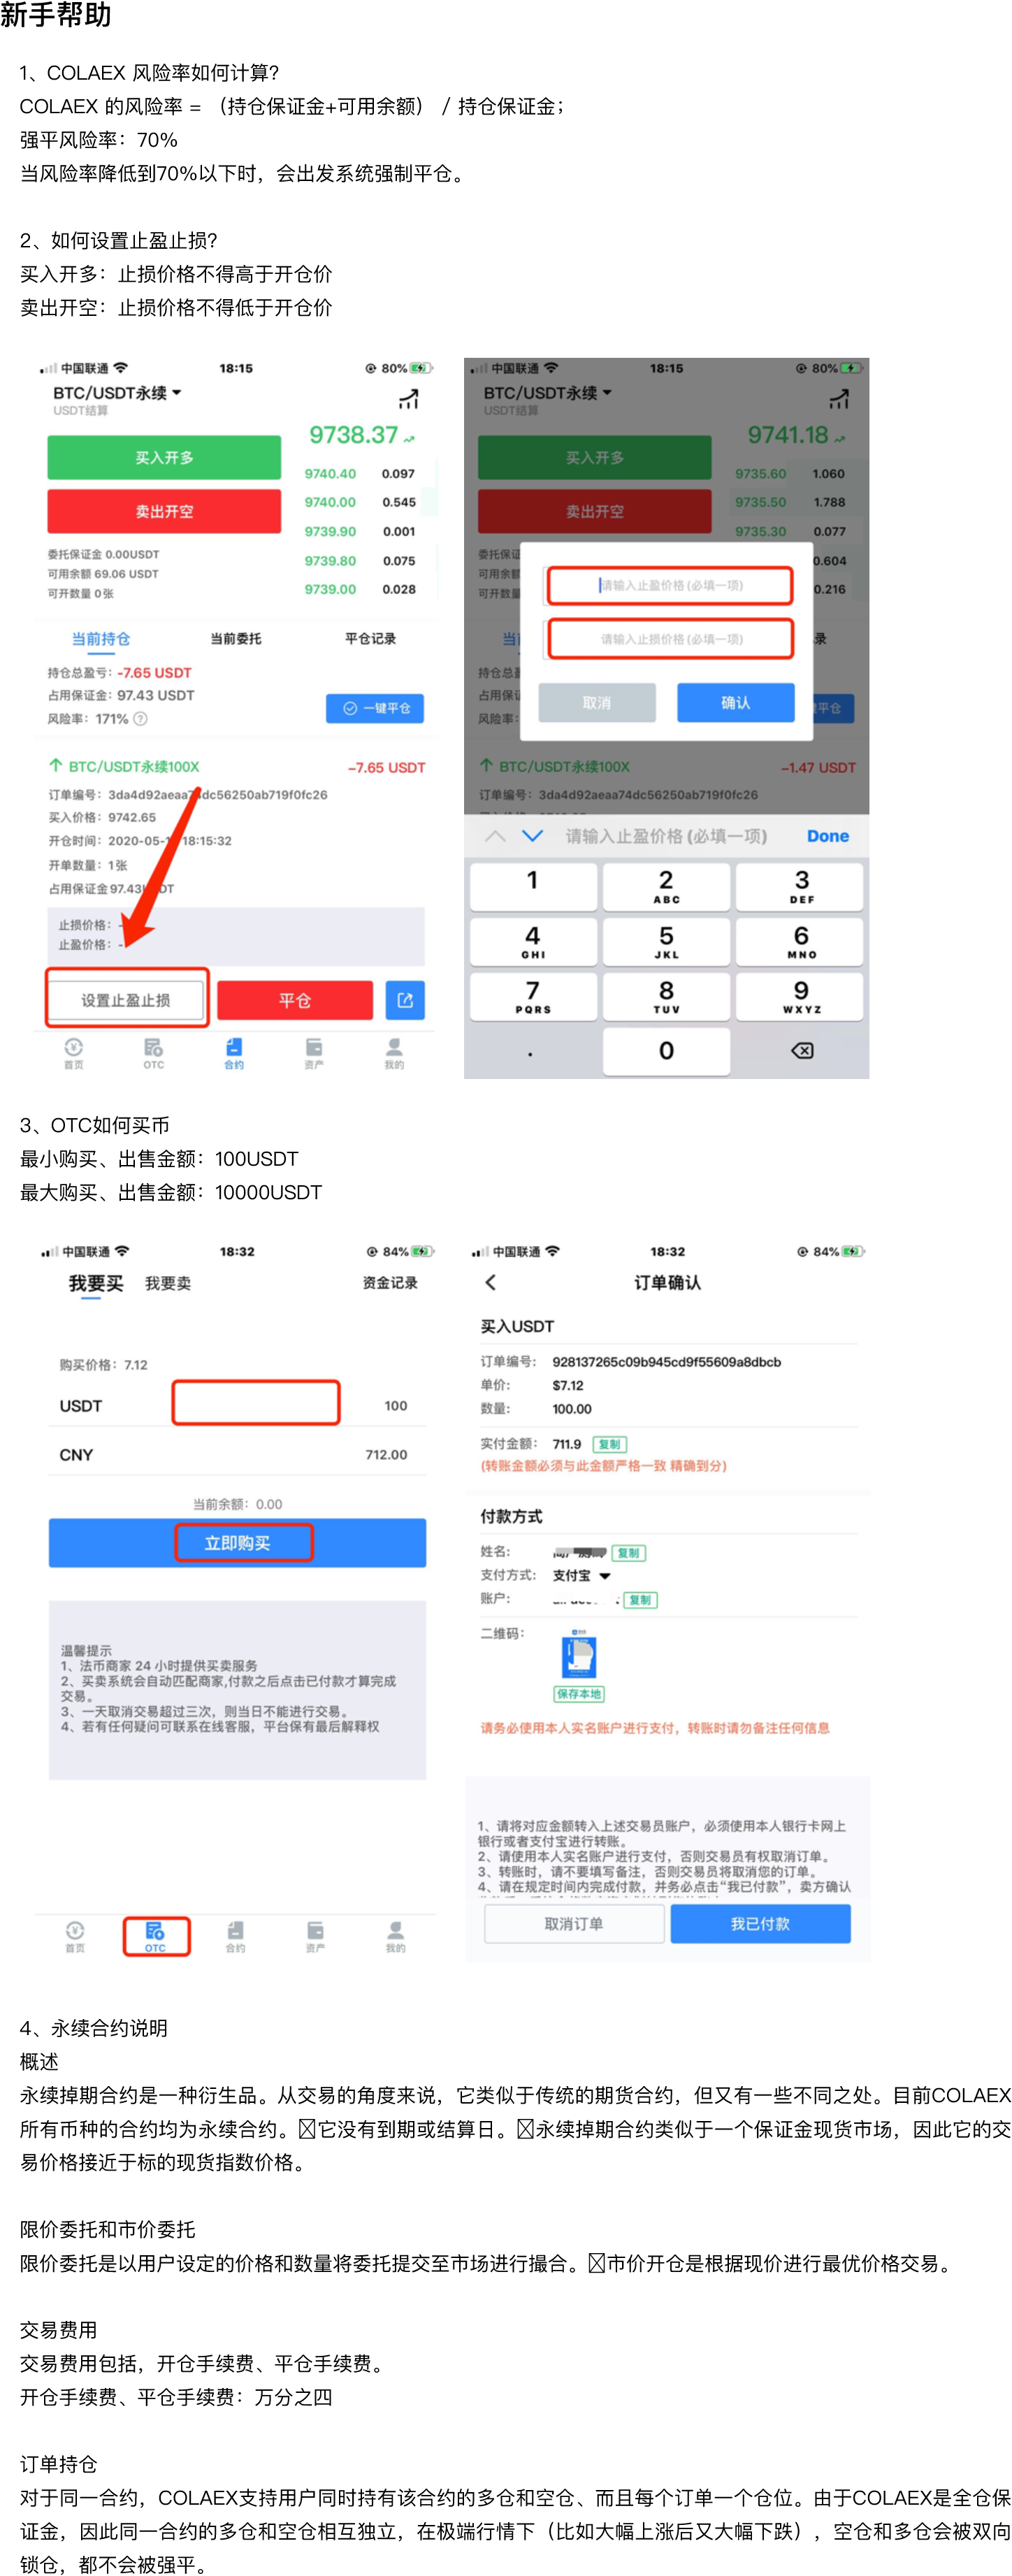 新手帮助
1、COLAEX 风险率如何计算?
COLAEX 的风险率 = （持仓保证金+可用余额） / 持仓保证金；
强平风险率：70%
当风险率降低到70%以下时，会出发系统强制平仓。
2、如何设置止盈止损?
买入开多：止损价格不得高于开仓价
卖出开空：止损价格不得低于开仓价
中国联通 18:15 80%
BTC/USDT永续
USDT结算
买入开多
9738.37
9740.40 0.097
卖出开空
9740.00 0.545
9739.90 0.001
委托保证金 0.00USDT
可用余额 69.06 USDT
9739.80 0.075
可开数量 0张
9739.00 0.028
当前持仓 当前委托 平仓记录
持仓总盈亏：-7.65 USDT
占用保证金：97.43 USDT
风险率：171% ?
一键平仓
BTC/USDT永续100X -7.65 USDT
订单编号：3da4d92aeaa dc56250ab719f0fc26
买入价格：9742.65
开仓时间：2020-05- 18:15:32
开单数量：1张
占用保证金97.43 DT
止损价格：-
止盈价格：-
设置止盈止损 平仓
首页 OTC 合约 资产 我的
中国联通 18:15 80%
BTC/USDT永续
USDT结算
买入开多
9741.18
9735.60 1.060
卖出开空
9735.50 1.788
9735.30 0.077
委托保证
可用余额
0.604
可开数量
0.216
请输入止盈价格 (必填一项)
请输入止损价格 (必填一项)
取消 确认
当 录
持仓总
占用保
风险率：
平仓
BTC/USDT永续100X -1.47 USDT
订单编号：3da4d92aeaa74dc56250ab719f0fc26
请输入止盈价格 (必填一项) Done
1 2 ABC 3 DEF
4 GHI 5 JKL 6 MNO
7 PQRS 8 TUV 9 WXYZ
. 0
3、OTC如何买币
最小购买、出售金额：100USDT
最大购买、出售金额：10000USDT
中国联通 18:32 84%
我要买 我要卖 资金记录
购买价格：7.12
USDT 100
CNY 712.00
当前余额：0.00
立即购买
温馨提示
1、法币商家 24 小时提供买卖服务
2、买卖系统会自动匹配商家,付款之后点击已付款才算完成
交易。
3、一天取消交易超过三次，则当日不能进行交易。
4、若有任何疑问可联系在线客服，平台保有最后解释权
首页 OTC 合约 资产 我的
中国联通 18:32 84%
订单确认
买入USDT
订单编号： 928137265c09b945cd9f55609a8dbcb
单价： $7.12
数量： 100.00
实付金额： 711.9 复制
(转账金额必须与此金额严格一致 精确到分)
付款方式
姓名： 复制
支付方式： 支付宝
账户： 复制
二维码：
保存本地
请务必使用本人实名账户进行支付，转账时请勿备注任何信息
1、请将对应金额转入上述交易员账户，必须使用本人银行卡网上
银行或者支付宝进行转账。
2、请使用本人实名账户进行支付，否则交易员有权取消订单。
3、转账时，请不要填写备注，否则交易员将取消您的订单。
4、请在规定时间内完成付款，并务必点击“我已付款”，卖方确认
取消订单 我已付款
4、永续合约说明
概述
永续掉期合约是一种衍生品。从交易的角度来说，它类似于传统的期货合约，但又有一些不同之处。目前COLAEX
所有币种的合约均为永续合约。它没有到期或结算日。永续掉期合约类似于一个保证金现货市场，因此它的交
易价格接近于标的现货指数价格。
限价委托和市价委托
限价委托是以用户设定的价格和数量将委托提交至市场进行撮合。市价开仓是根据现价进行最优价格交易。
交易费用
交易费用包括，开仓手续费、平仓手续费。
开仓手续费、平仓手续费：万分之四
订单持仓
对于同一合约，COLAEX支持用户同时持有该合约的多仓和空仓、而且每个订单一个仓位。由于COLAEX是全仓保
证金，因此同一合约的多仓和空仓相互独立，在极端行情下（比如大幅上涨后又大幅下跌），空仓和多仓会被双向
锁仓，都不会被强平。